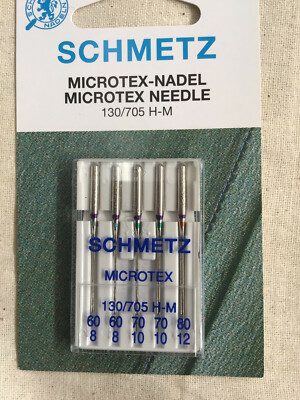 NADELN
SCHMETZ
MICROTEX-NADEL
MICROTEX NEEDLE
130/705 H-M
SCHMETZ
MICROTEX
130/705 H-M
60 60 70 70 80
8 8 10 10 12